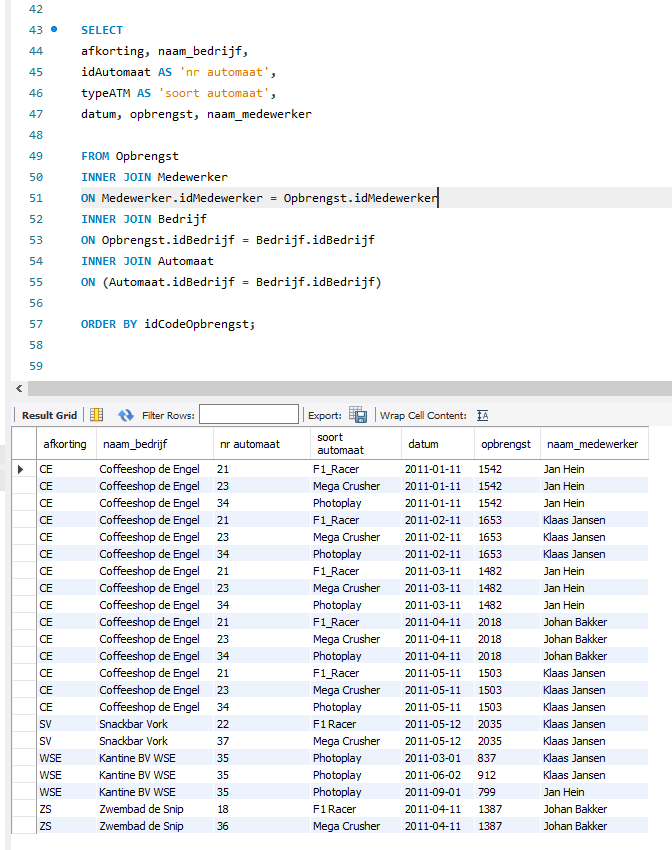 42
43 SELECT
44 afkorting, naam_bedrijf,
45 idAutomaat AS 'nr automaat',
46 typeATM AS 'soort automaat',
47 datum, opbrengst, naam_medewerker
48
49 FROM Opbrengst
50 INNER JOIN Medewerker
51 ON Medewerker.idMedewerker = Opbrengst.idMedewerker
52 INNER JOIN Bedrijf
53 ON Opbrengst.idBedrijf = Bedrijf.idBedrijf
54 INNER JOIN Automaat
55 ON (Automaat.idBedrijf = Bedrijf.idBedrijf)
56
57 ORDER BY idCodeOpbrengst;
58
59
Result Grid Filter Rows: Export: Wrap Cell Content:
afkorting naam_bedrijf nr automaat soort automaat datum opbrengst naam_medewerker
CE Coffeeshop de Engel 21 F1_Racer 2011-01-11 1542 Jan Hein
CE Coffeeshop de Engel 23 Mega Crusher 2011-01-11 1542 Jan Hein
CE Coffeeshop de Engel 34 Photoplay 2011-01-11 1542 Jan Hein
CE Coffeeshop de Engel 21 F1_Racer 2011-02-11 1653 Klaas Jansen
CE Coffeeshop de Engel 23 Mega Crusher 2011-02-11 1653 Klaas Jansen
CE Coffeeshop de Engel 34 Photoplay 2011-02-11 1653 Klaas Jansen
CE Coffeeshop de Engel 21 F1_Racer 2011-03-11 1482 Jan Hein
CE Coffeeshop de Engel 23 Mega Crusher 2011-03-11 1482 Jan Hein
CE Coffeeshop de Engel 34 Photoplay 2011-03-11 1482 Jan Hein
CE Coffeeshop de Engel 21 F1_Racer 2011-04-11 2018 Johan Bakker
CE Coffeeshop de Engel 23 Mega Crusher 2011-04-11 2018 Johan Bakker
CE Coffeeshop de Engel 34 Photoplay 2011-04-11 2018 Johan Bakker
CE Coffeeshop de Engel 21 F1_Racer 2011-05-11 1503 Klaas Jansen
CE Coffeeshop de Engel 23 Mega Crusher 2011-05-11 1503 Klaas Jansen
CE Coffeeshop de Engel 34 Photoplay 2011-05-11 1503 Klaas Jansen
SV Snackbar Vork 22 F1 Racer 2011-05-12 2035 Klaas Jansen
SV Snackbar Vork 37 Mega Crusher 2011-05-12 2035 Klaas Jansen
WSE Kantine BV WSE 35 Photoplay 2011-03-01 837 Klaas Jansen
WSE Kantine BV WSE 35 Photoplay 2011-06-02 912 Klaas Jansen
WSE Kantine BV WSE 35 Photoplay 2011-09-01 799 Jan Hein
ZS Zwembad de Snip 18 F1 Racer 2011-04-11 1387 Johan Bakker
ZS Zwembad de Snip 36 Mega Crusher 2011-04-11 1387 Johan Bakker